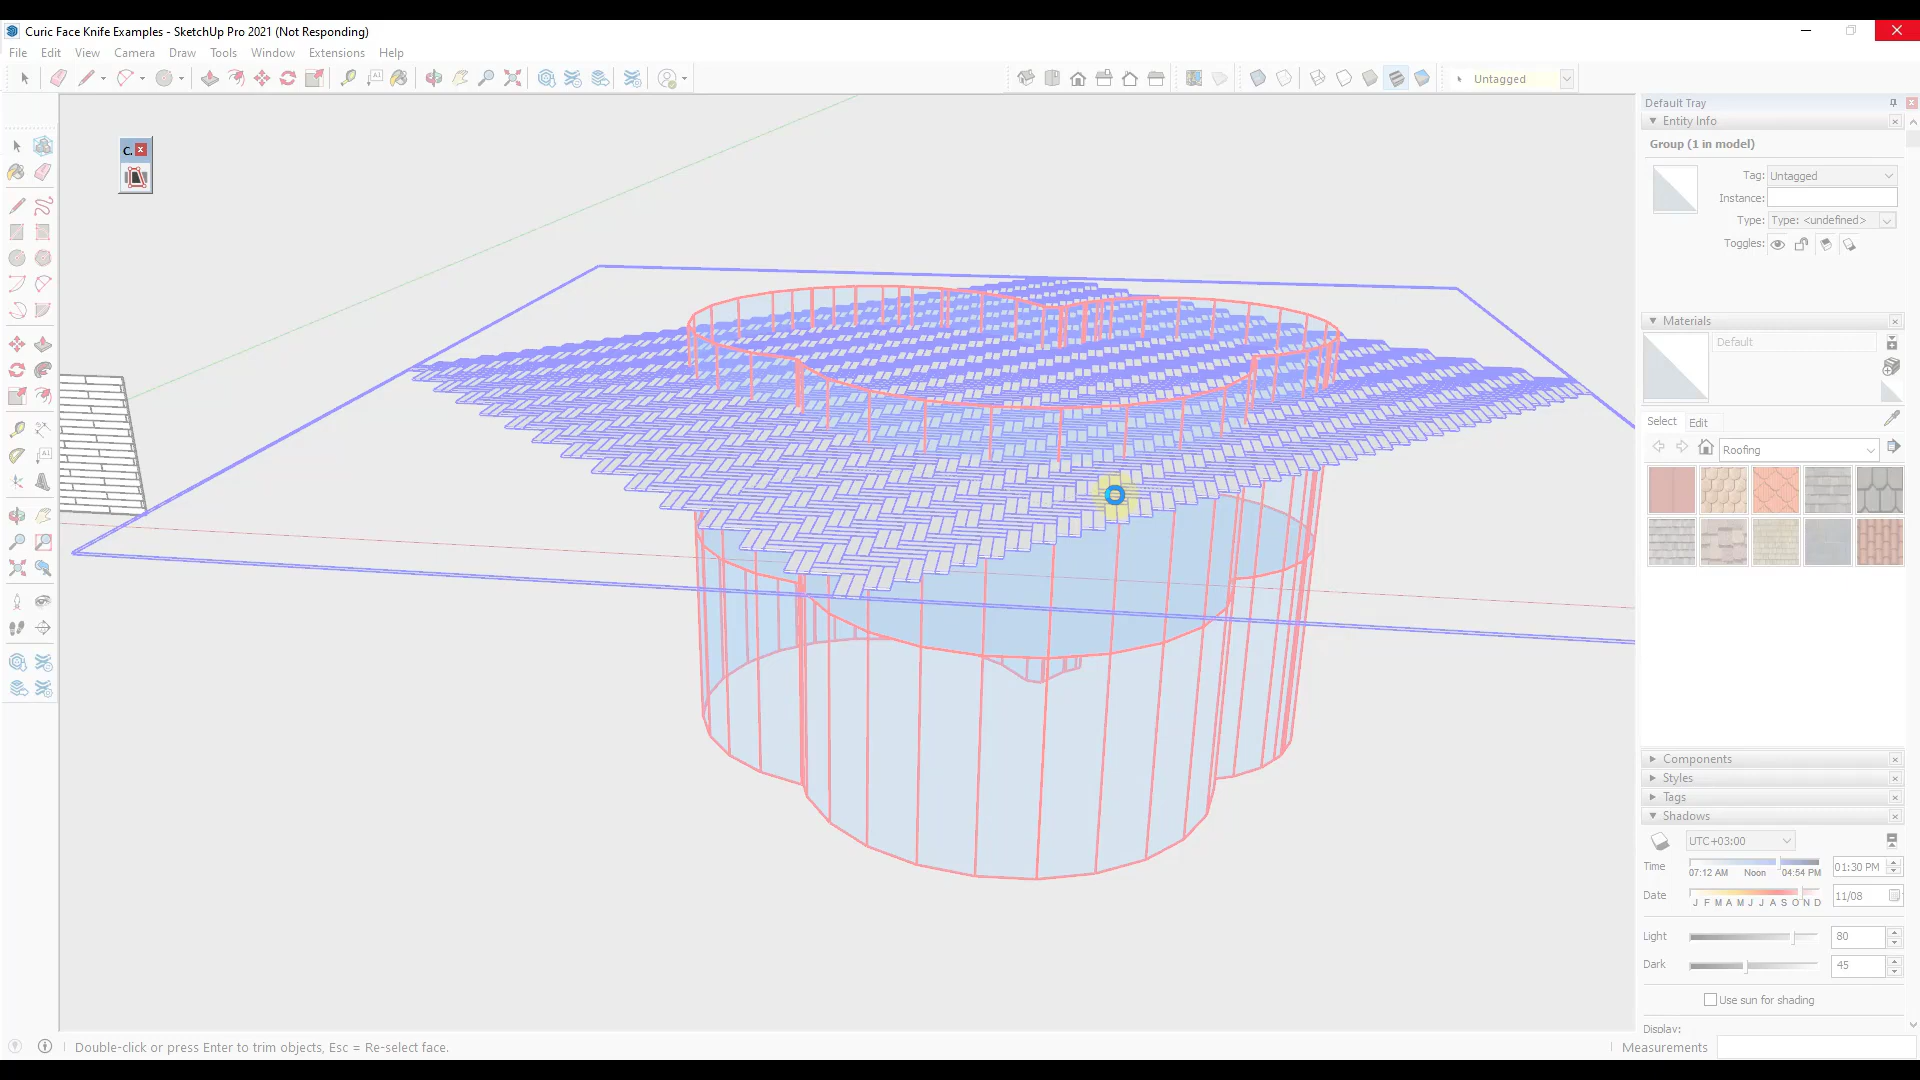 Curic Face Knife Examples - SketchUp Pro 2021 (Not Responding)
File Edit View Camera Draw Tools Window Extensions Help
Untagged
Default Tray
Entity Info
Group (1 in model)
Tag: Untagged
Instance:
Type: Type: <undefined>
Toggles:
C.
Materials
Default
Select Edit
Roofing
Components
Styles
Tags
Shadows
UTC+03:00
Time 01:30 PM
07:12 AM Noon 04:54 PM
Date 11/08
J F M A M J J A S O N D
Light 80
Dark 45
Use sun for shading
Display:
Double-click or press Enter to trim objects, Esc = Re-select face.
Measurements